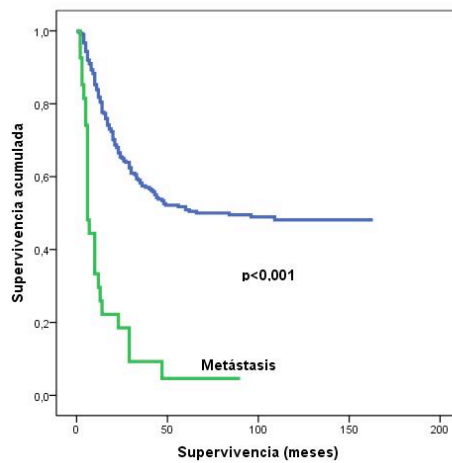 1,0
0,8
0,6
0,4
0,2
0,0
Supervivencia acumulada
p<0,001
Metástasis
0 50 100 150 200
Supervivencia (meses)